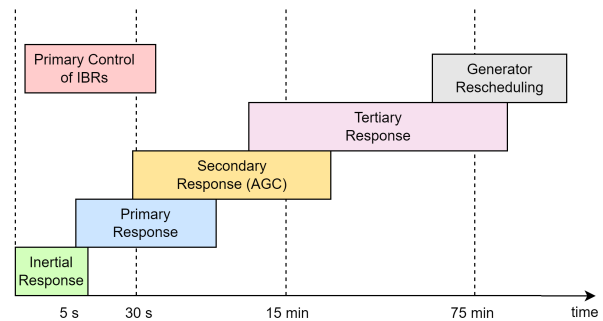 Primary Control
of IBRs
Generator
Rescheduling
Tertiary
Response
Secondary
Response (AGC)
Primary
Response
Inertial
Response
5 s
30 s
15 min
75 min
time